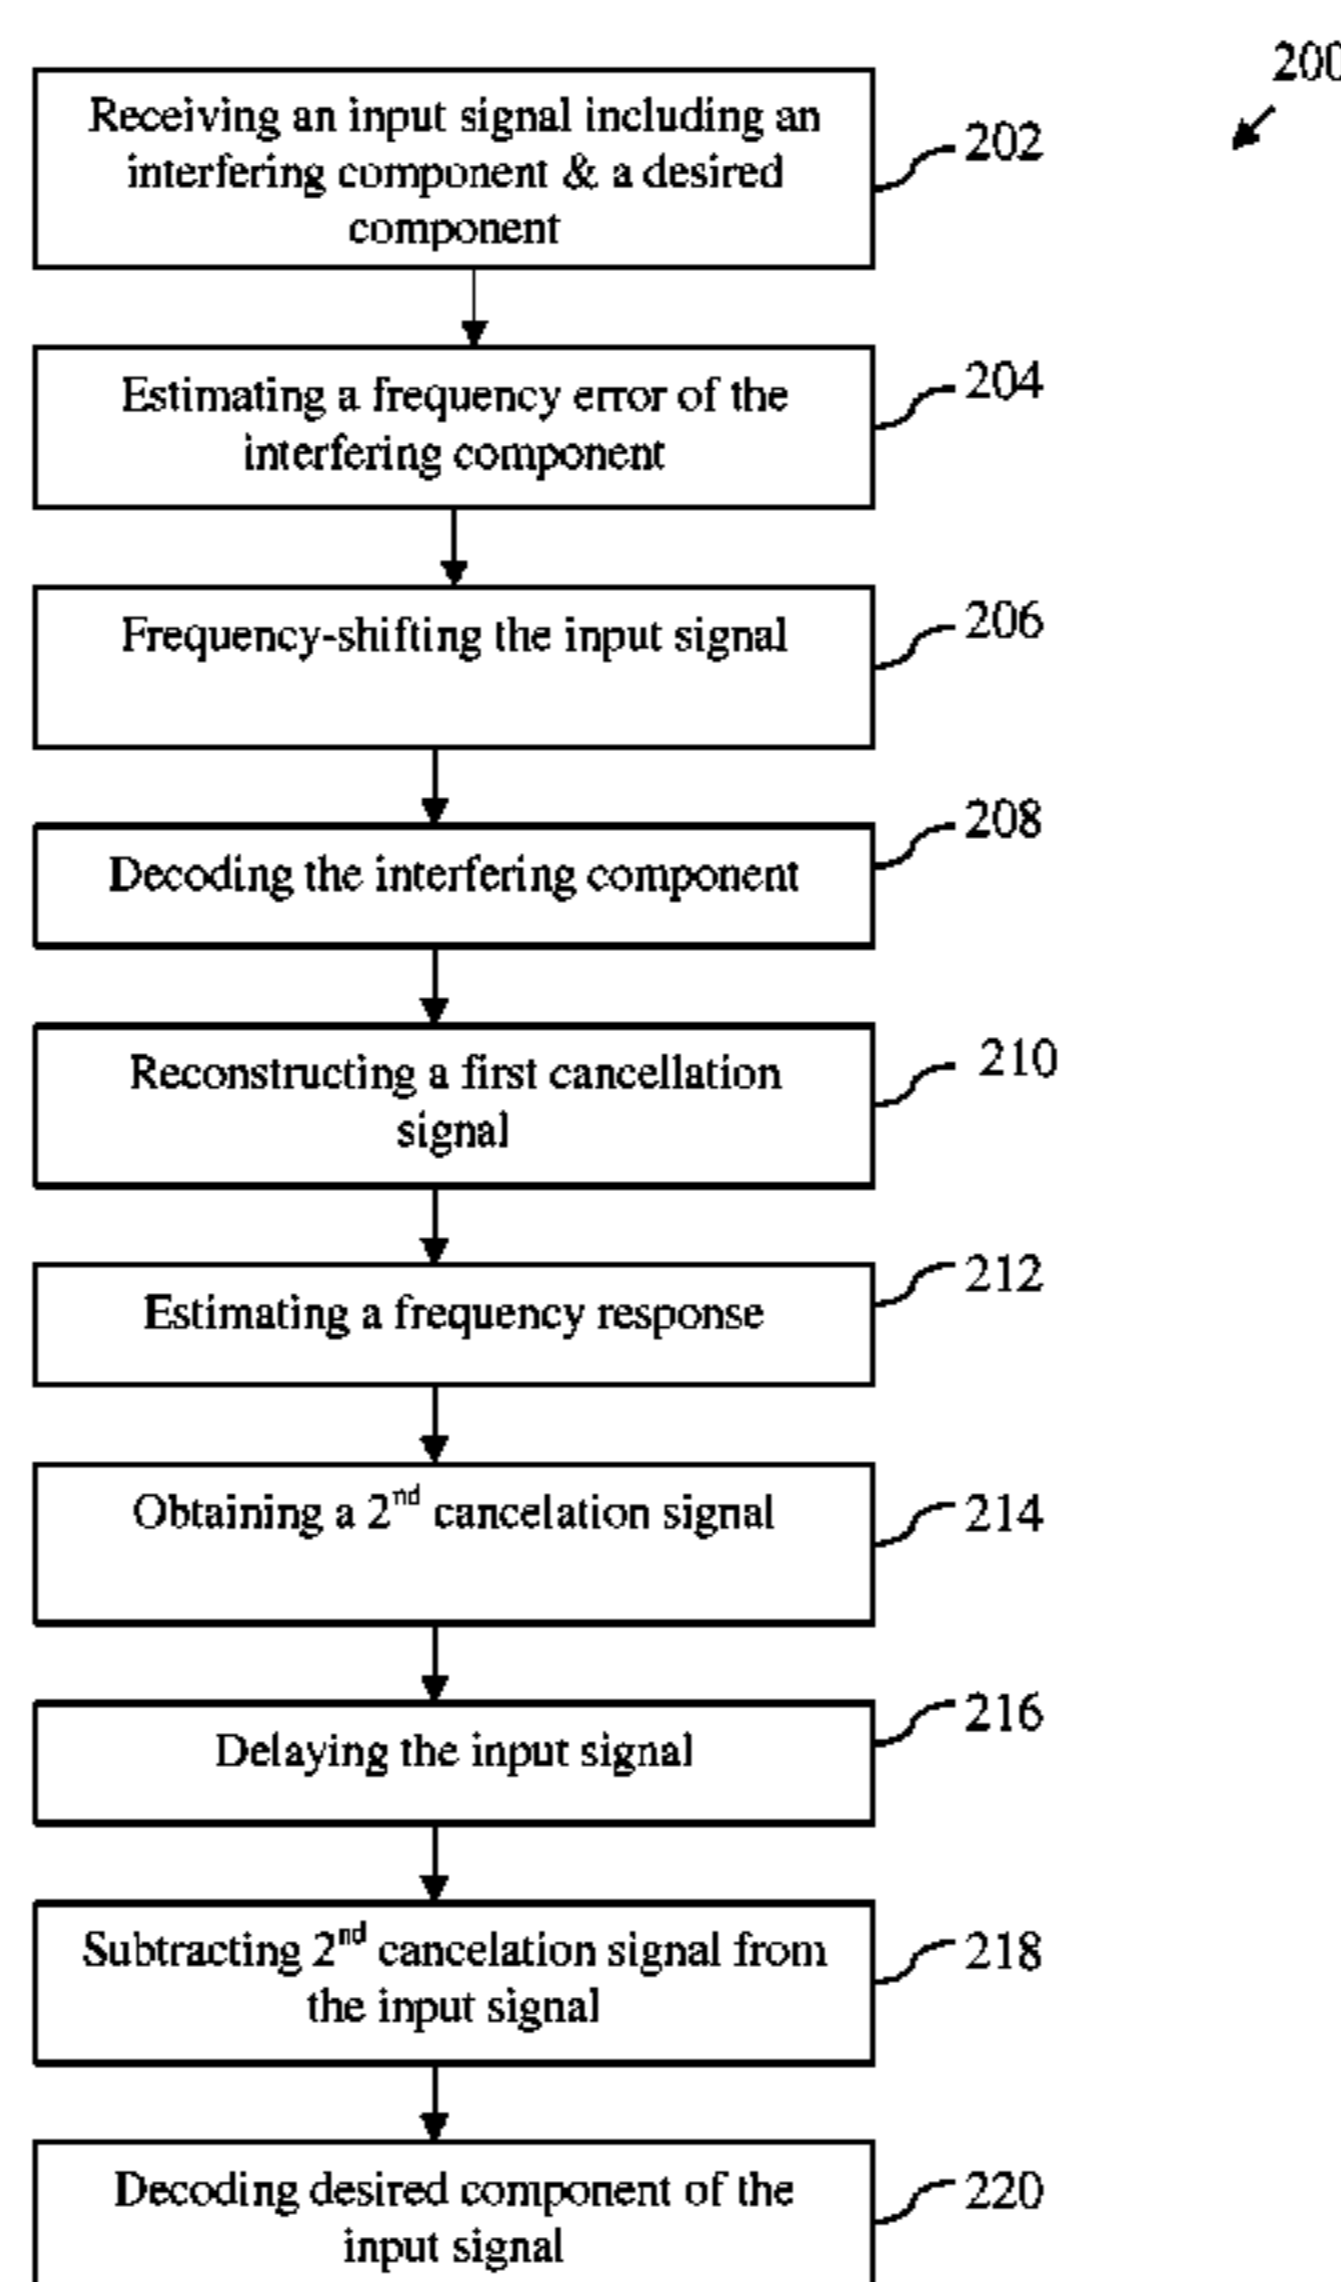 200
Receiving an input signal including an
interfering component & a desired
component
202
Estimating a frequency error of the
interfering component
204
Frequency-shifting the input signal
206
Decoding the interfering component
208
Reconstructing a first cancellation
signal
210
Estimating a frequency response
212
Obtaining a 2nd cancelation signal
214
Delaying the input signal
216
Subtracting 2nd cancelation signal from
the input signal
218
Decoding desired component of the
input signal
220